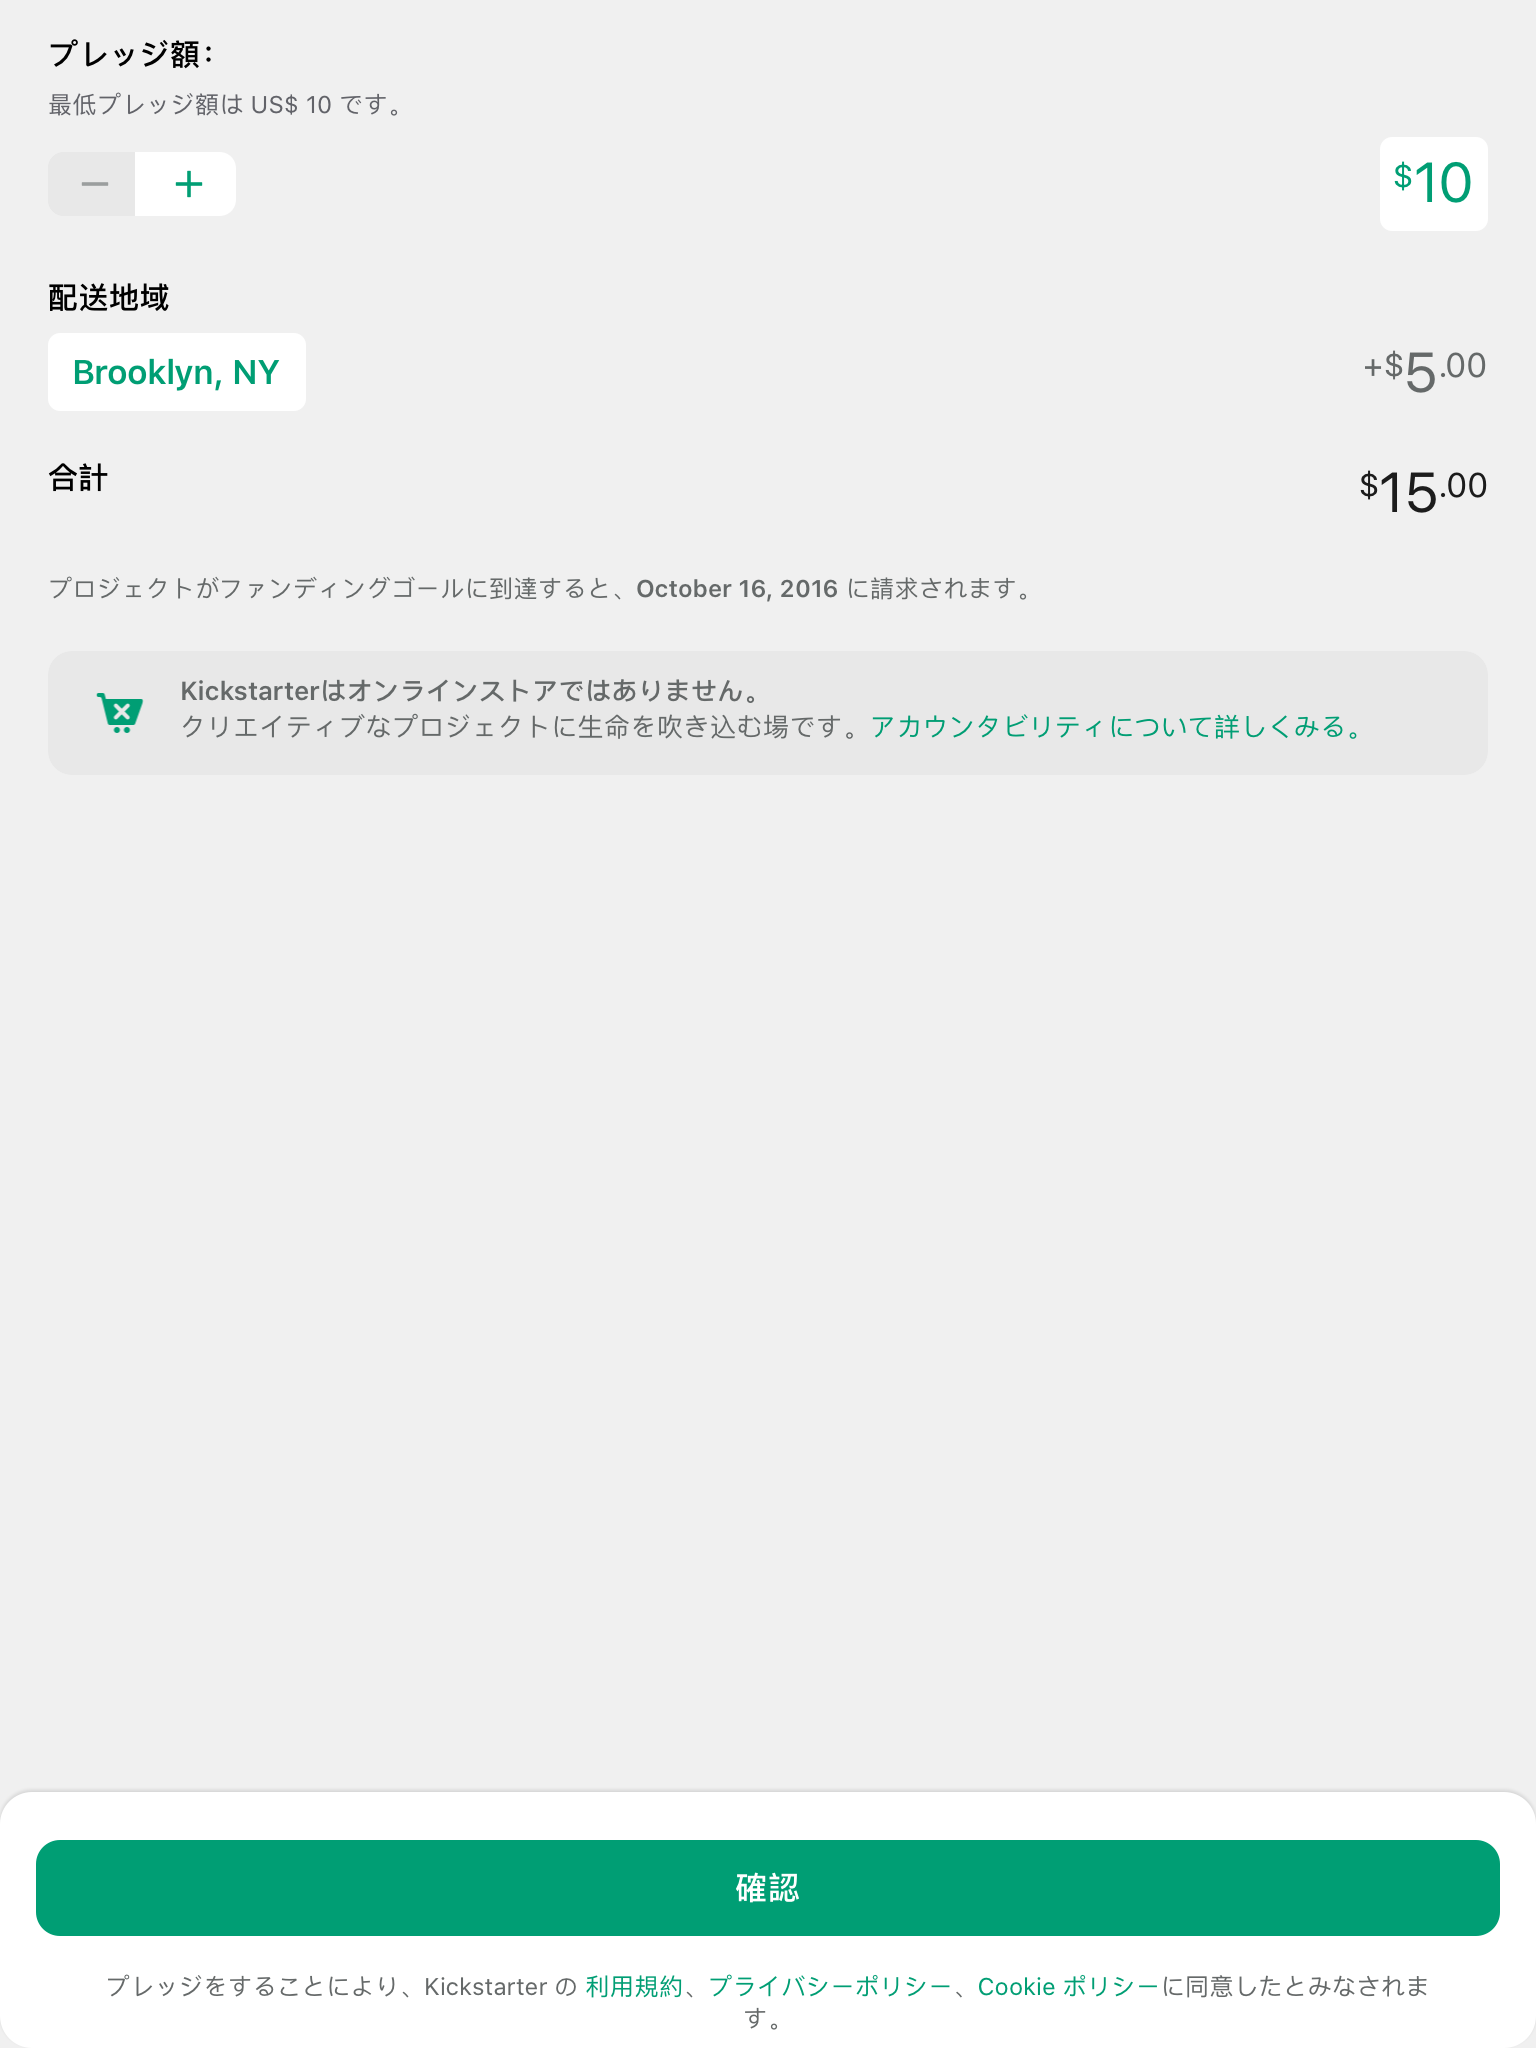 プレッジ額：
最低プレッジ額は US$ 10 です。
$10
配送地域
Brooklyn, NY
+$5.00
合計
$15.00
プロジェクトがファンディングゴールに到達すると、October 16, 2016 に請求されます。
Kickstarterはオンラインストアではありません。
クリエイティブなプロジェクトに生命を吹き込む場です。アカウンタビリティについて詳しくみる。
確認
プレッジをすることにより、Kickstarter の 利用規約、プライバシーポリシー、Cookie ポリシーに同意したとみなされま
す。